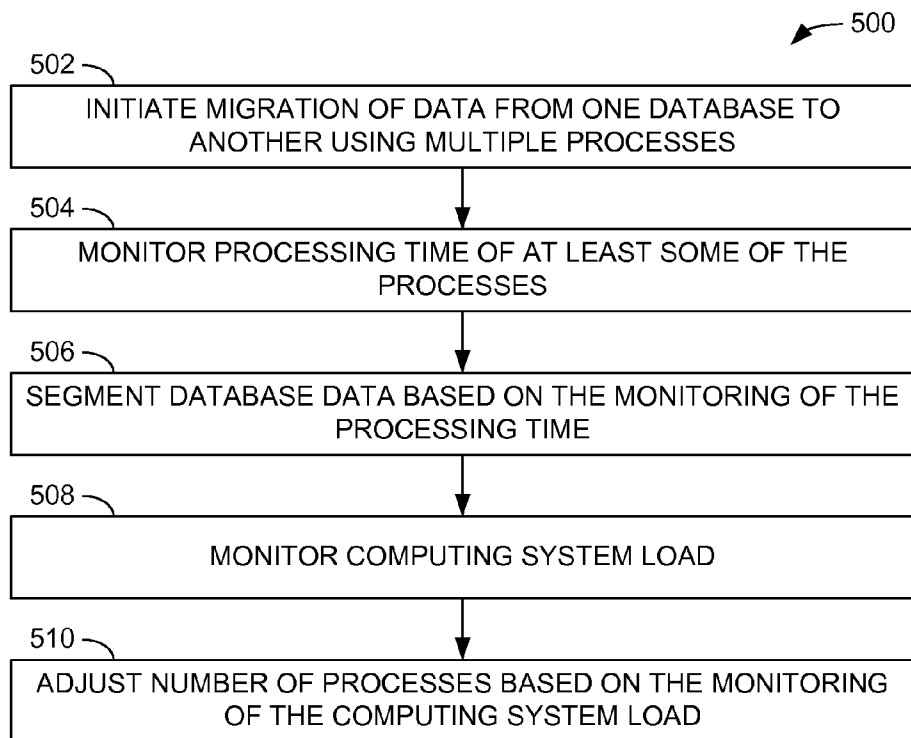 500
502
INITIATE MIGRATION OF DATA FROM ONE DATABASE TO
ANOTHER USING MULTIPLE PROCESSES
504
MONITOR PROCESSING TIME OF AT LEAST SOME OF THE
PROCESSES
506
SEGMENT DATABASE DATA BASED ON THE MONITORING OF THE
PROCESSING TIME
508
MONITOR COMPUTING SYSTEM LOAD
510
ADJUST NUMBER OF PROCESSES BASED ON THE MONITORING
OF THE COMPUTING SYSTEM LOAD